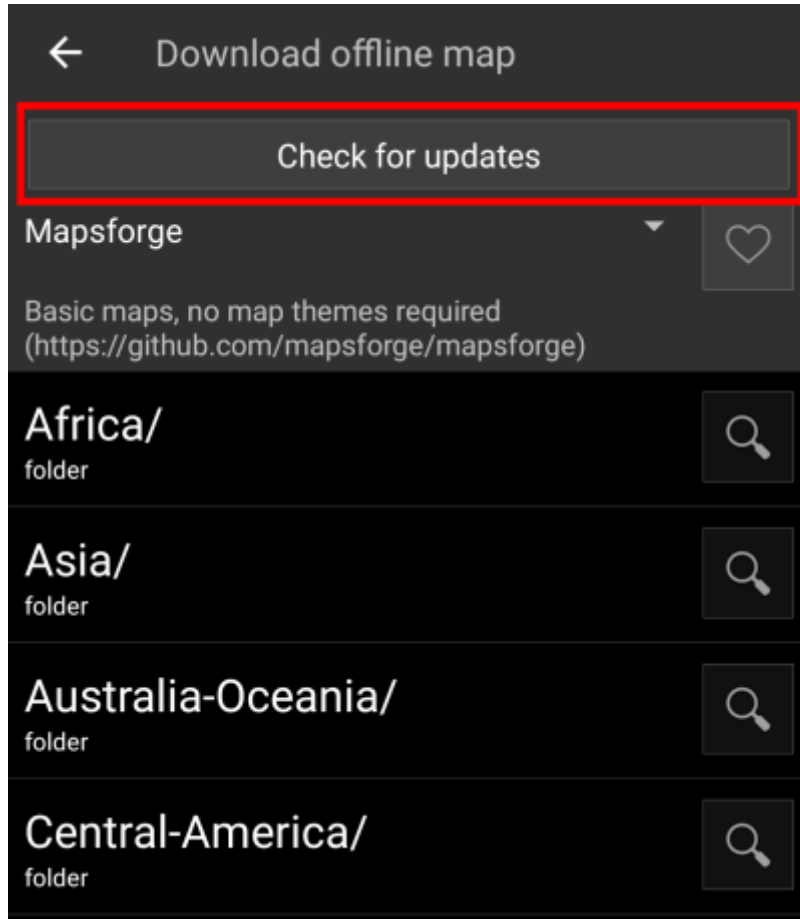 Download offline map
Check for updates
Mapsforge
Basic maps, no map themes required
(https://github.com/mapsforge/mapsforge)
Africa/
folder
Asia/
folder
Australia-Oceania/
folder
Central-America/
folder